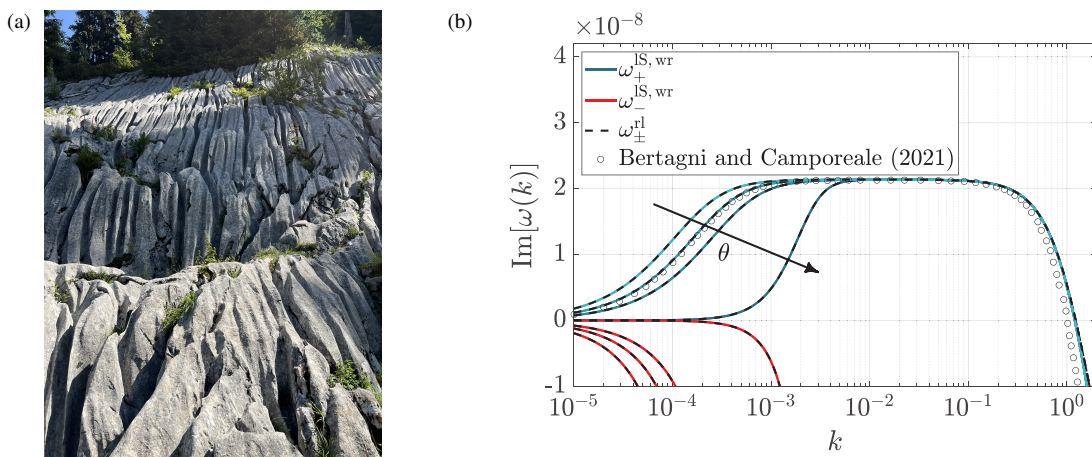 (a)
(b)
×10⁻⁸
4
3
2
1
0
-1
Im[ω(k)]
ω₊^{lS, wr}
ω₋^{lS, wr}
ω±^{rl}
Bertagni and Camporeale (2021)
θ
10⁻⁵ 10⁻⁴ 10⁻³ 10⁻² 10⁻¹ 10⁰
k